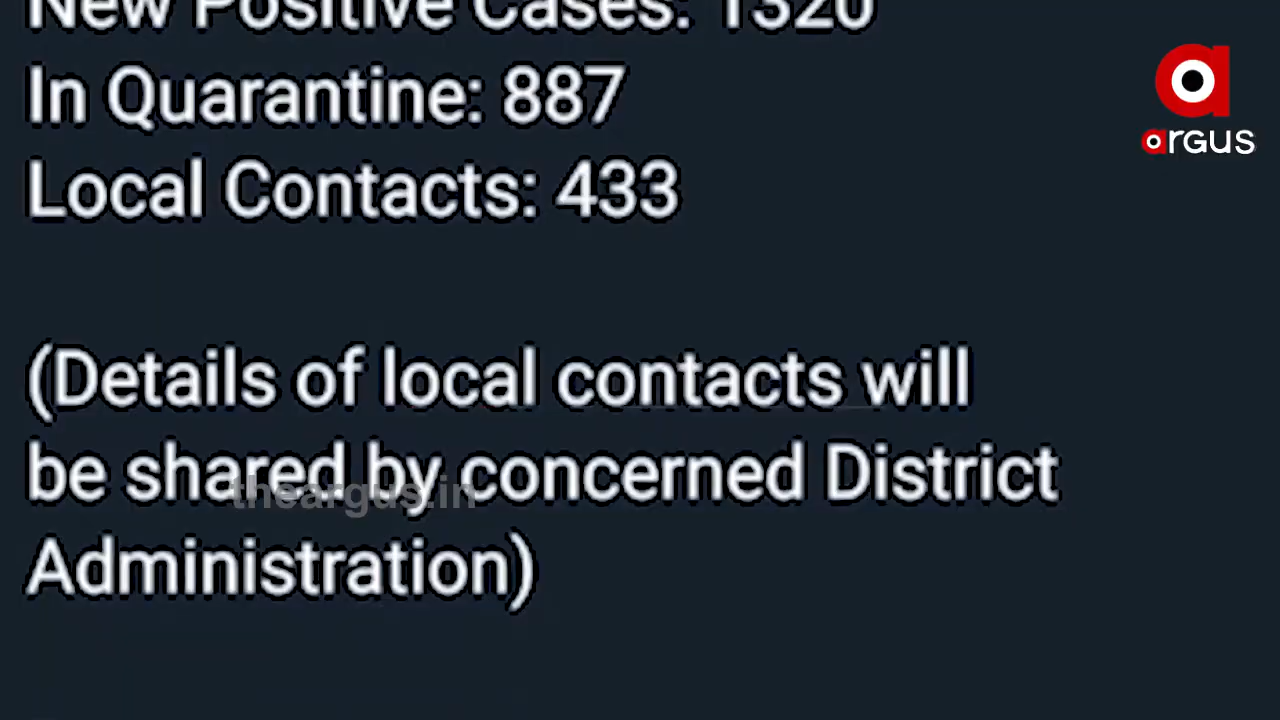 New Positive Cases: 1320
In Quarantine: 887
Local Contacts: 433
(Details of local contacts will
be shared by concerned District
Administration)
theargus.in
argus